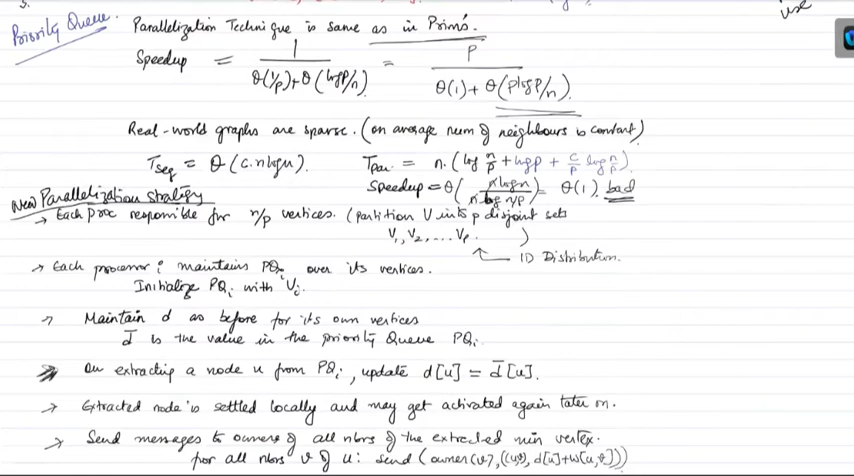 use
Priority Queue.
Parallelization Technique is same as in Prim's.
Speedup = 1 / (θ(1/p) + θ(log p/n)) = p / (θ(1) + θ(p log p/n)).
Real-world graphs are sparse. (on average num of neighbours is constant)
T_seq = θ(c.n log n). T_par = n.(log n/p + log p + c/p log n/p).
Speedup = θ(n log n / n log n/p) = θ(1). bad
New Parallelization strategy
→ Each proc responsible for n/p vertices. (partition V into p disjoint sets
V₁, V₂, .... Vp. )
1D Distribution.
→ Each processor i maintains PQi over its vertices.
Initialize PQi with Vi.
→ Maintain d as before for its own vertices
d̄ is the value in the priority Queue PQi.
→ On extracting a node u from PQi, update d[u] = d̄[u].
→ Extracted node is settled locally and may get activated again later on.
→ Send messages to owners of all nbrs of the extracted min vertex.
for all nbrs v of u: send (owner(v), ((u,v), d[u]+w[u,v]))